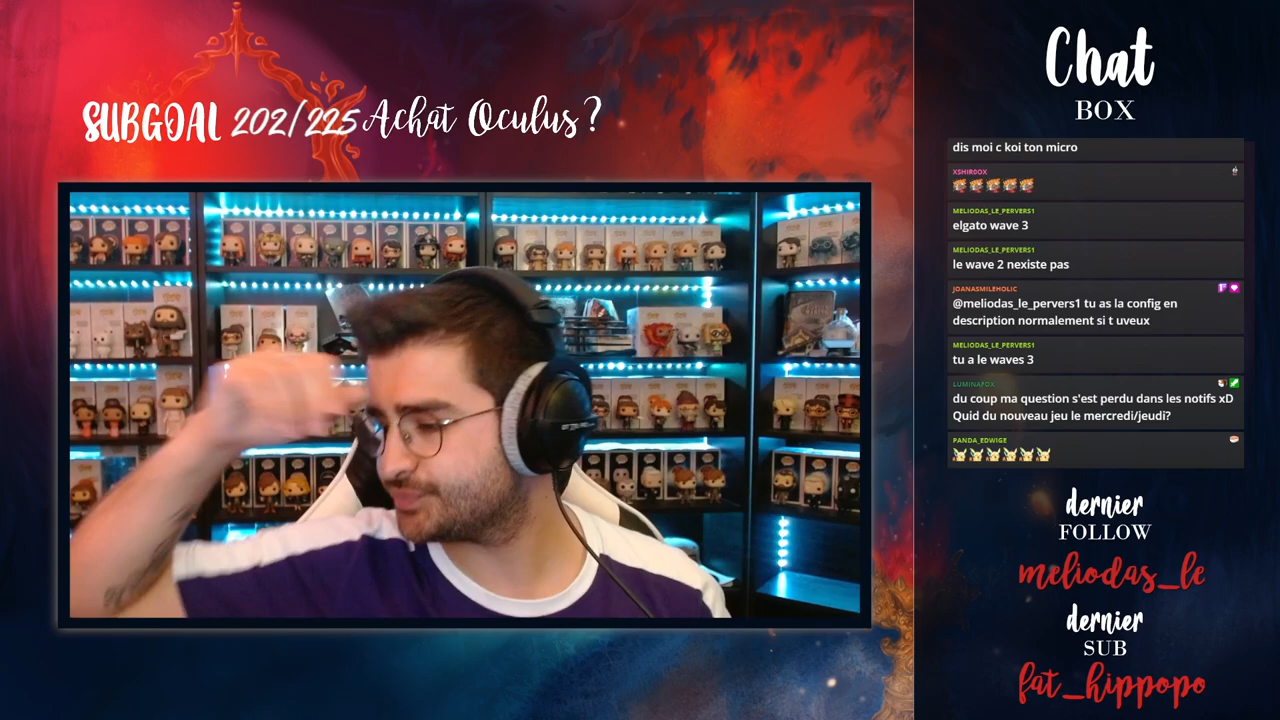 SUBGOAL 202/225 Achat Oculus ?
Chat
BOX
dis moi c koi ton micro
XSHIR0OX
MELIODAS_LE_PERVERS1
elgato wave 3
MELIODAS_LE_PERVERS1
le wave 2 nexiste pas
JOANASMILEHOLIC
@meliodas_le_pervers1 tu as la config en
description normalement si t uveux
MELIODAS_LE_PERVERS1
tu a le waves 3
LUMINAFOX
du coup ma question s'est perdu dans les notifs xD
Quid du nouveau jeu le mercredi/jeudi?
PANDA_EDWIGE
dernier
FOLLOW
meliodas_le
dernier
SUB
fat_hippopo